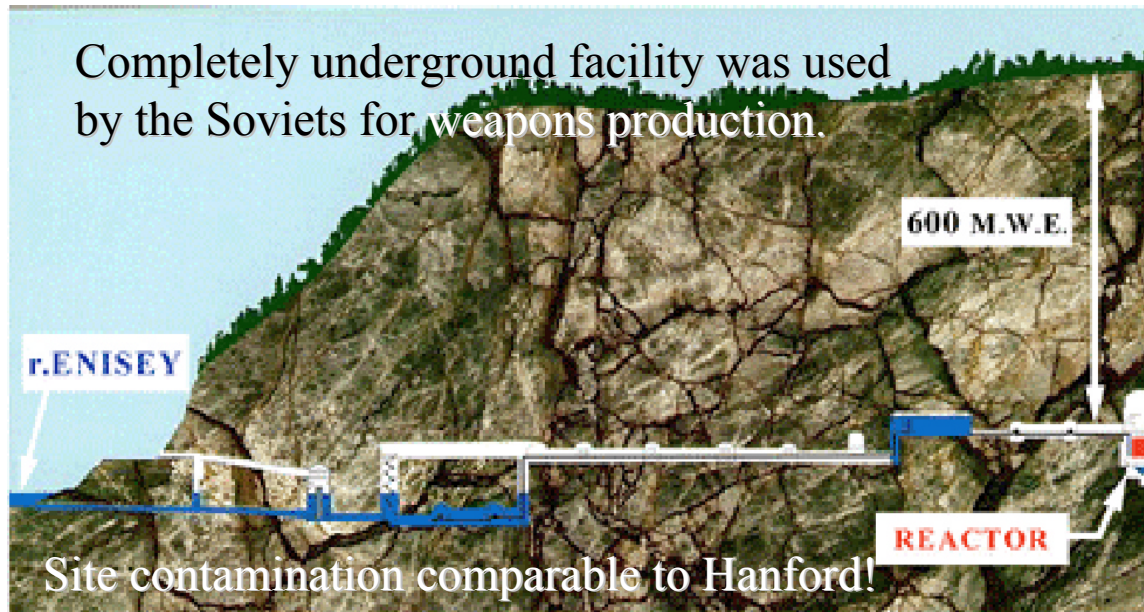 Completely underground facility was used
by the Soviets for weapons production.
600 M.W.E.
r.ENISEY
REACTOR
Site contamination comparable to Hanford!